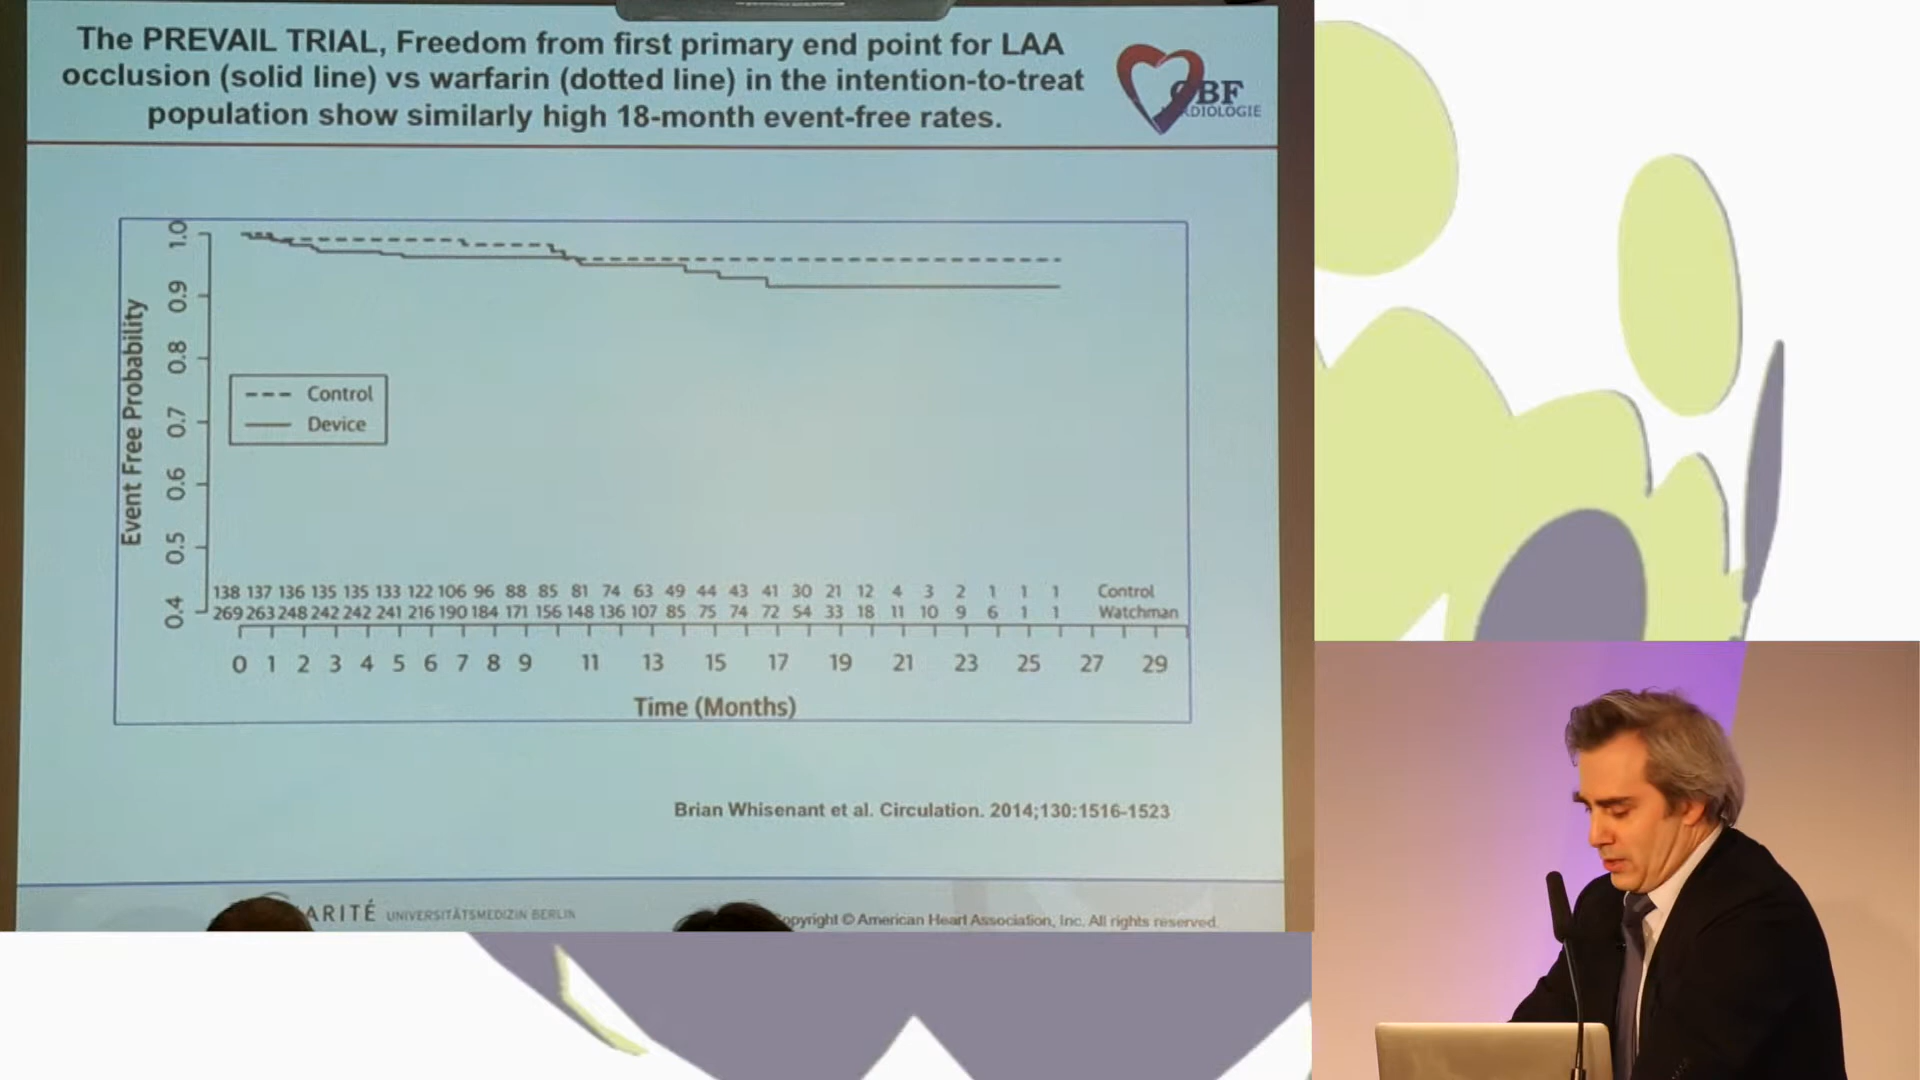 The PREVAIL TRIAL, Freedom from first primary end point for LAA
occlusion (solid line) vs warfarin (dotted line) in the intention-to-treat
population show similarly high 18-month event-free rates.
CBF
Event Free Probability
1.0
0.9
0.8
0.7
0.6
0.5
0.4
Control
Device
138 137 136 135 135 133 122 106 96 88 85 81 74 63 49 44 43 41 30 21 12 4 3 2 1 1 1 Control
269 263 248 242 242 241 216 190 184 171 156 148 136 107 85 75 74 72 54 33 18 11 10 9 6 1 1 Watchman
0 1 2 3 4 5 6 7 8 9 11 13 15 17 19 21 23 25 27 29
Time (Months)
Brian Whisenant et al. Circulation. 2014;130:1516-1523
ARITÉ UNIVERSITÄTSMEDIZIN BERLIN
opyright © American Heart Association, Inc. All rights reserved.